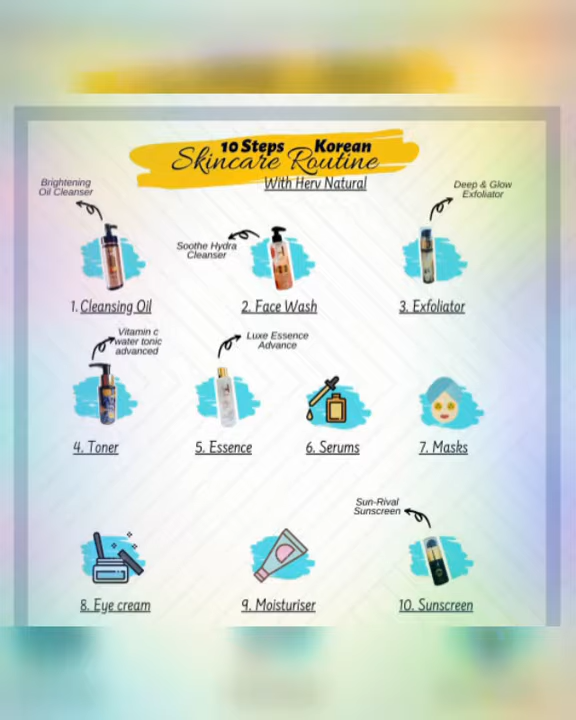 10 Steps Korean
Skincare Routine
With Herv Natural
Brightening
Oil Cleanser
Soothe Hydra
Cleanser
Deep & Glow
Exfoliator
1. Cleansing Oil
2. Face Wash
3. Exfoliator
Vitamin c
water tonic
advanced
Luxe Essence
Advance
4. Toner
5. Essence
6. Serums
7. Masks
Sun-Rival
Sunscreen
8. Eye cream
9. Moisturiser
10. Sunscreen